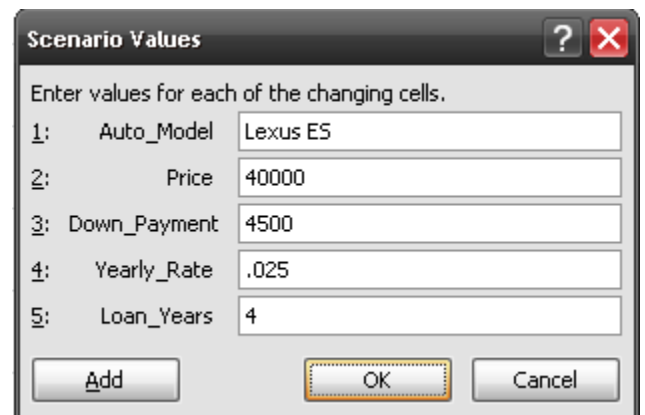 Scenario Values ?
Enter values for each of the changing cells.
1: Auto_Model Lexus ES
2: Price 40000
3: Down_Payment 4500
4: Yearly_Rate .025
5: Loan_Years 4
Add OK Cancel